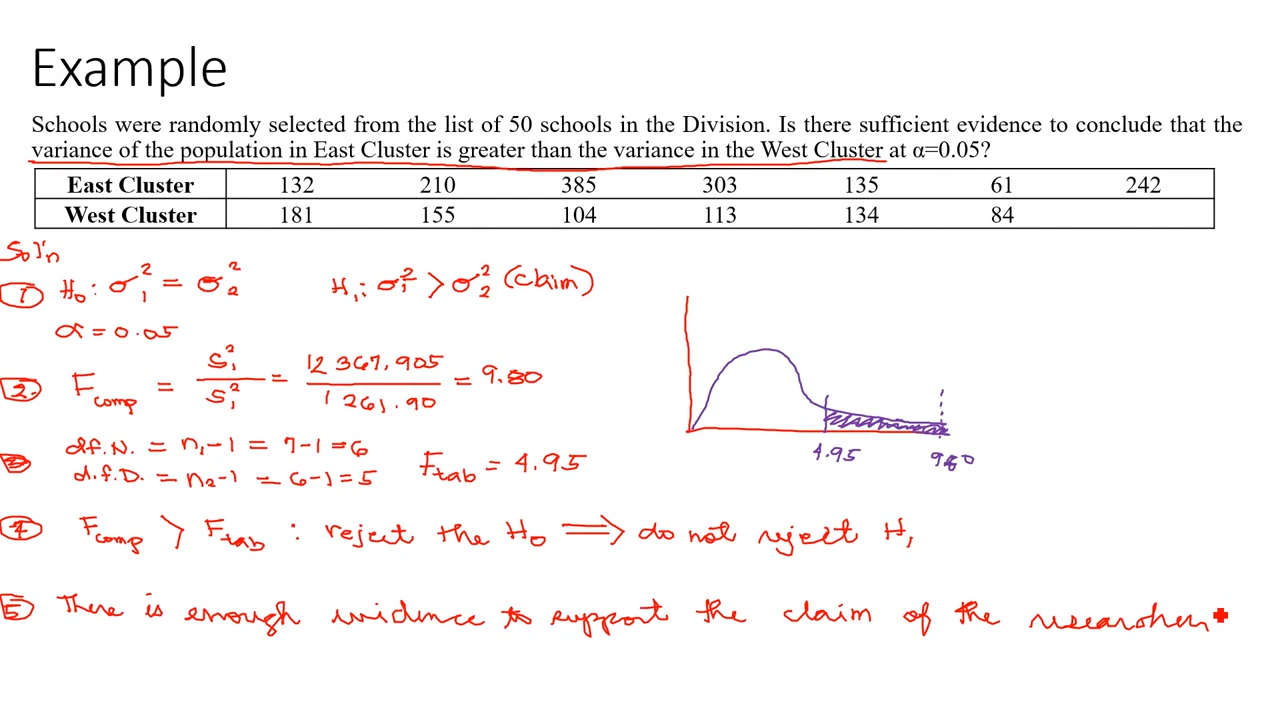 Example
Schools were randomly selected from the list of 50 schools in the Division. Is there sufficient evidence to conclude that the
variance of the population in East Cluster is greater than the variance in the West Cluster at α=0.05?
East Cluster 132 210 385 303 135 61 242
West Cluster 181 155 104 113 134 84
Sol'n
① H₀: σ₁² = σ₂² H₁: σ₁² > σ₂² (claim)
α = 0.05
②. F comp = S₁² / S₁² = 12 367.905 / 1 261.90 = 9.80
③ df.N. = n₁-1 = 7-1 = 6
d.f.D. = n₂-1 = 6-1 = 5 F tab = 4.95
④ F comp > F tab : reject the H₀ ⟹ do not reject H₁
⑤ There is enough evidence to support the claim of the researcher
4.95 9.80